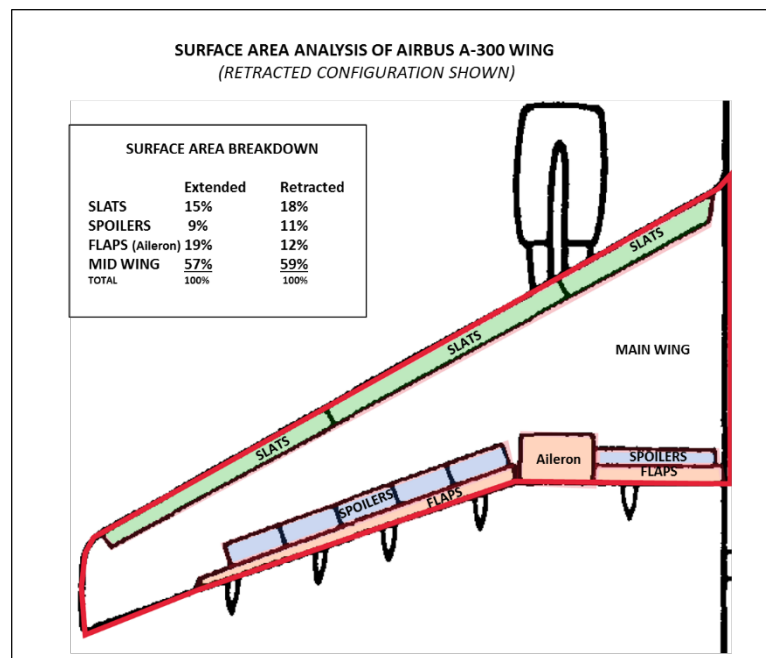 SURFACE AREA ANALYSIS OF AIRBUS A-300 WING
(RETRACTED CONFIGURATION SHOWN)
SURFACE AREA BREAKDOWN
Extended Retracted
SLATS 15% 18%
SPOILERS 9% 11%
FLAPS (Aileron) 19% 12%
MID WING 57% 59%
TOTAL 100% 100%
SLATS
SLATS
MAIN WING
SLATS
Aileron
SPOILERS
FLAPS
SPOILERS
FLAPS